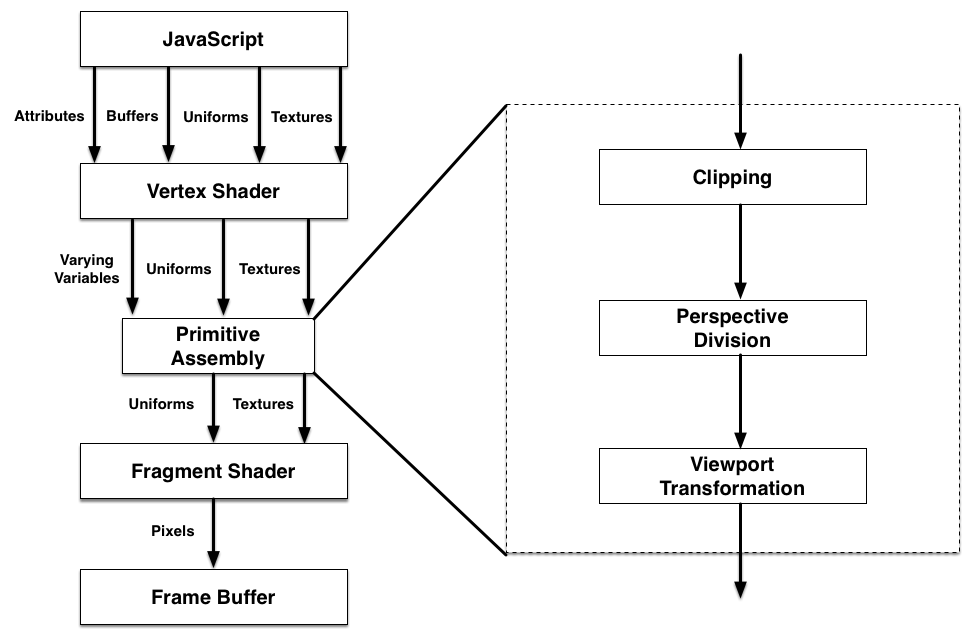 JavaScript
Attributes
Buffers
Uniforms
Textures
Vertex Shader
Varying
Variables
Uniforms
Textures
Primitive
Assembly
Uniforms
Textures
Fragment Shader
Pixels
Frame Buffer
Clipping
Perspective
Division
Viewport
Transformation